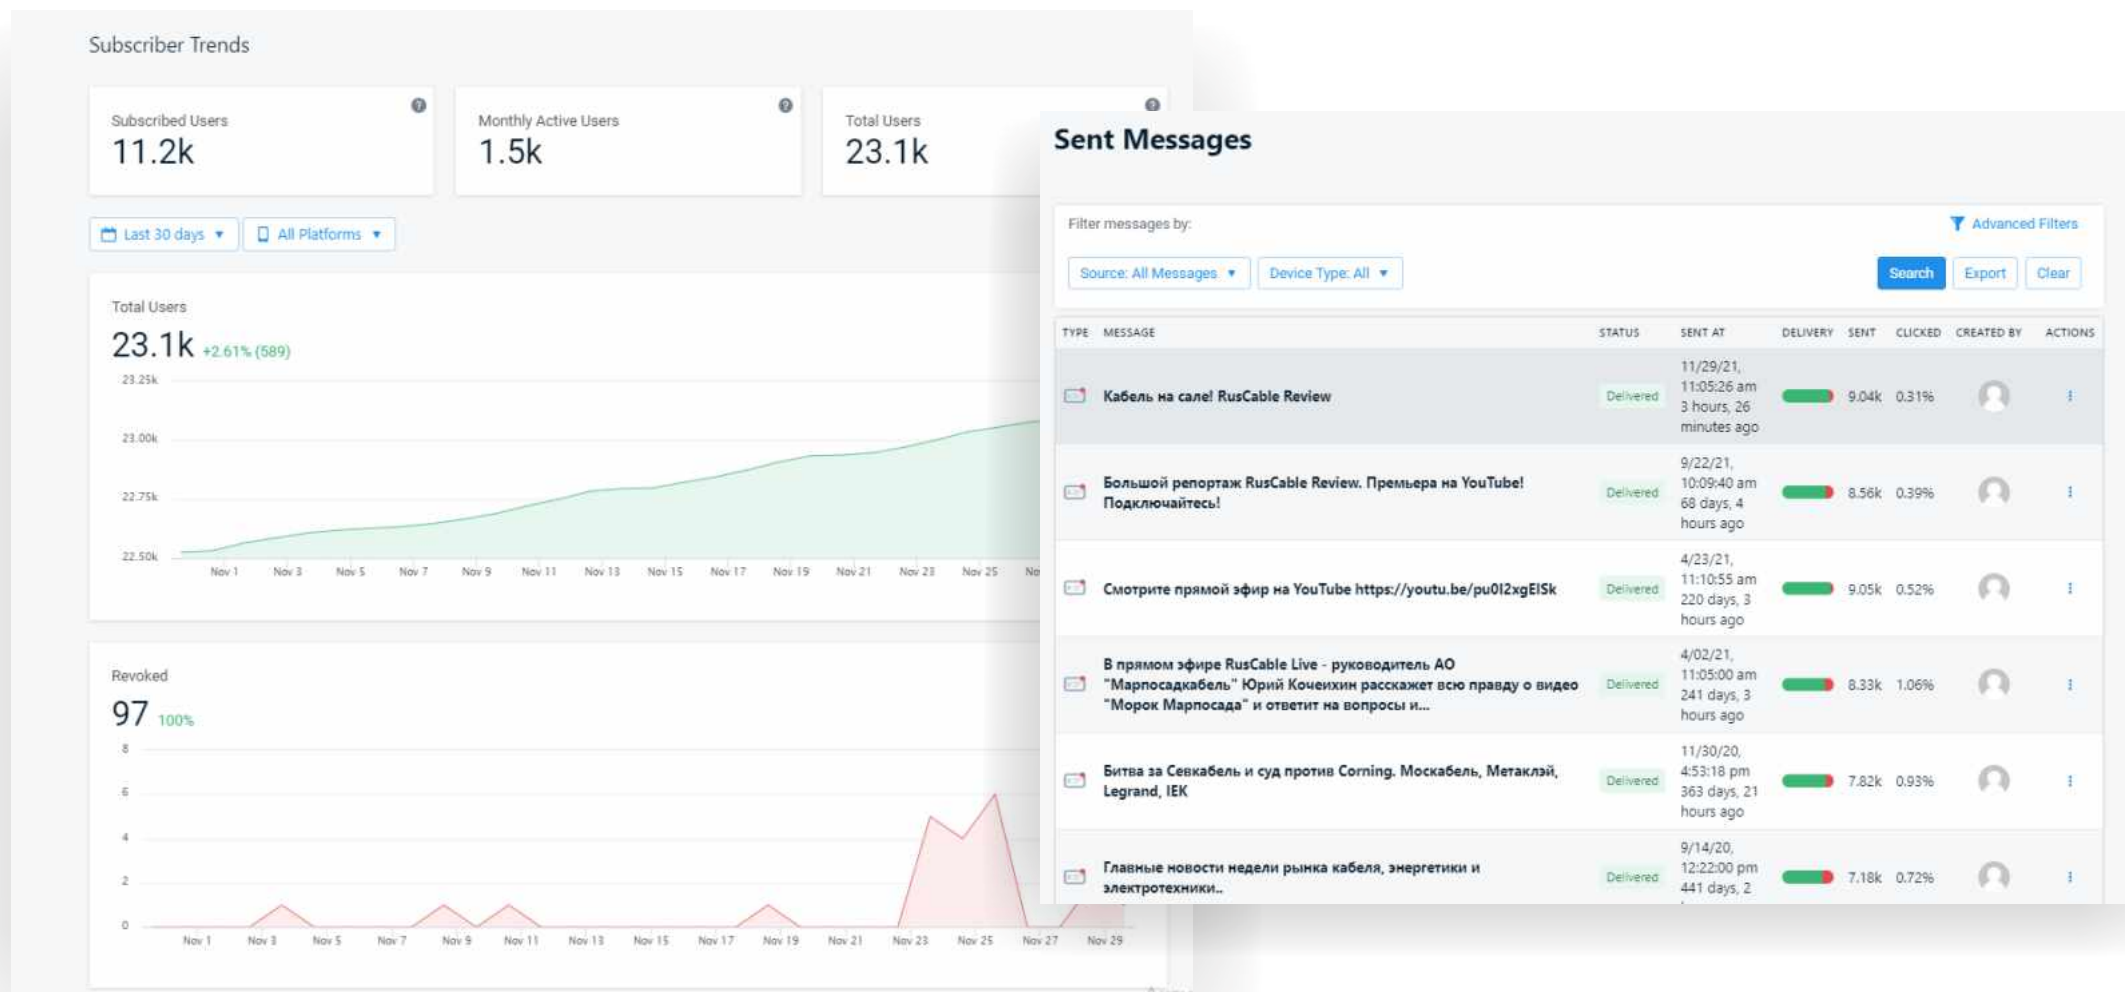 Subscriber Trends
Subscribed Users
11.2k
Monthly Active Users
1.5k
Total Users
23.1k
Last 30 days
All Platforms
Total Users
23.1k +2.61% (589)
23.25k
23.00k
22.75k
22.50k
Nov 1 Nov 3 Nov 5 Nov 7 Nov 9 Nov 11 Nov 13 Nov 15 Nov 17 Nov 19 Nov 21 Nov 23 Nov 25
Revoked
97 100%
8
6
4
2
0
Nov 1 Nov 3 Nov 5 Nov 7 Nov 9 Nov 11 Nov 13 Nov 15 Nov 17 Nov 19 Nov 21 Nov 23 Nov 25 Nov 27 Nov 29
Sent Messages
Filter messages by:
Advanced Filters
Source: All Messages Device Type: All Search Export Clear
TYPE MESSAGE STATUS SENT AT DELIVERY SENT CLICKED CREATED BY ACTIONS
Кабель на сале! RusCable Review
Delivered
11/29/21,
11:05:26 am
3 hours, 26
minutes ago
9.04k 0.31%
Большой репортаж RusCable Review. Премьера на YouTube!
Подключайтесь!
Delivered
9/22/21,
10:09:40 am
68 days, 4
hours ago
8.56k 0.39%
Смотрите прямой эфир на YouTube https://youtu.be/pu0I2xgEISk
Delivered
4/23/21,
11:10:55 am
220 days, 3
hours ago
9.05k 0.52%
В прямом эфире RusCable Live - руководитель АО
"Марпосадкабель" Юрий Кочеихин расскажет всю правду о видео
"Морок Марпосада" и ответит на вопросы и...
Delivered
4/02/21,
11:05:00 am
241 days, 3
hours ago
8.33k 1.06%
Битва за Севкабель и суд против Corning. Москабель, Метаклэй,
Legrand, IEK
Delivered
11/30/20,
4:53:18 pm
363 days, 21
hours ago
7.82k 0.93%
Главные новости недели рынка кабеля, энергетики и
электротехники..
Delivered
9/14/20,
12:22:00 pm
441 days, 2
7.18k 0.72%